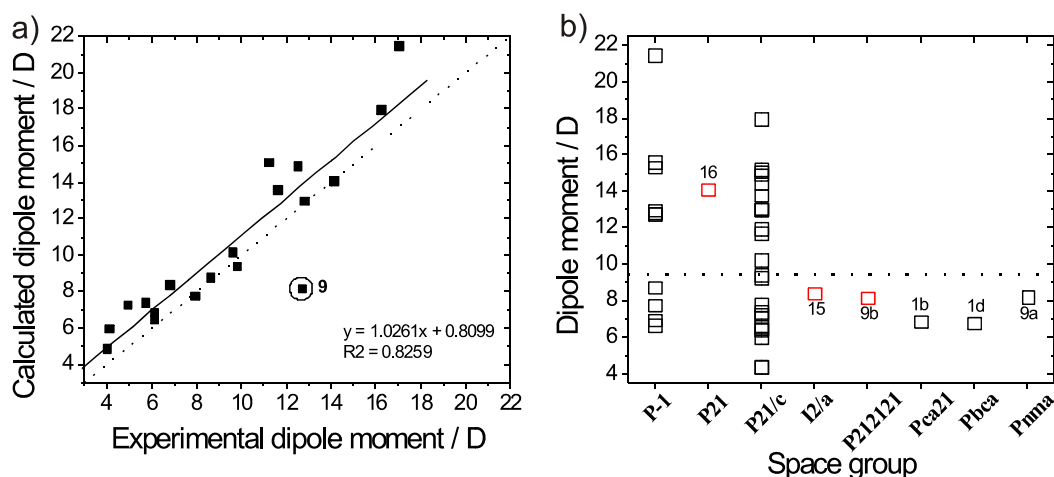 a)
Calculated dipole moment / D
22
20
18
16
14
12
10
8
6
4
9
y = 1.0261x + 0.8099
R2 = 0.8259
4 6 8 10 12 14 16 18 20 22
Experimental dipole moment / D
b)
Dipole moment / D
22
20
18
16
14
12
10
8
6
4
16
15
9b
1b
1d
9a
P-1 P21 P21/c I2/a P212121 Pca21 Pbca Pnma
Space group